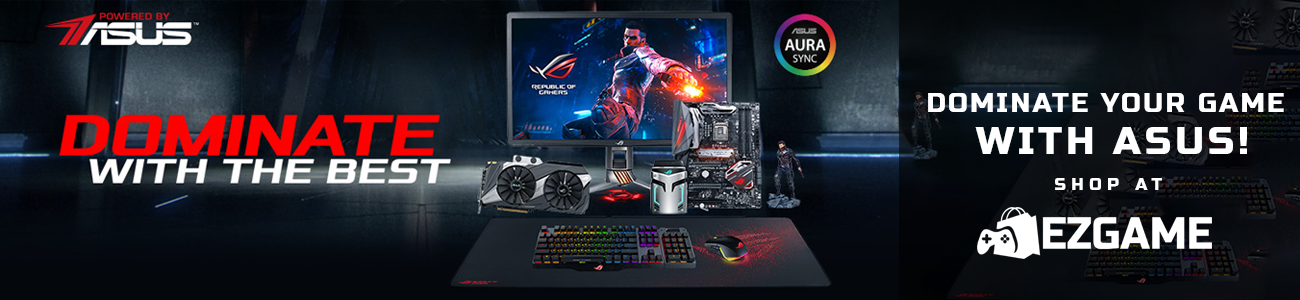 POWERED BY
ASUS
DOMINATE
WITH THE BEST
REPUBLIC OF
GAMERS
ASUS
AURA
SYNC
DOMINATE YOUR GAME
WITH ASUS!
SHOP AT
EZGAME